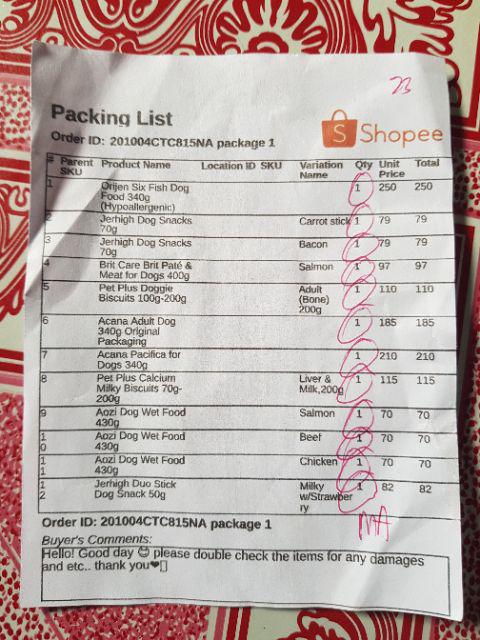 23
Packing List
Shopee
Order ID: 201004CTC815NA package 1
# Parent SKU Product Name Location ID SKU Variation Name Qty Unit Price Total
1 Orijen Six Fish Dog Food 340g (Hypoallergenic) 1 250 250
2 Jerhigh Dog Snacks 70g Carrot stick 1 79 79
3 Jerhigh Dog Snacks 70g Bacon 1 79 79
4 Brit Care Brit Paté & Meat for Dogs 400g Salmon 1 97 97
5 Pet Plus Doggie Biscuits 100g-200g Adult (Bone) 200g 1 110 110
6 Acana Adult Dog 340g Original Packaging 1 185 185
7 Acana Pacifica for Dogs 340g 1 210 210
8 Pet Plus Calcium Milky Biscuits 70g-200g Liver & Milk,200g 1 115 115
9 Aozi Dog Wet Food 430g Salmon 1 70 70
10 Aozi Dog Wet Food 430g Beef 1 70 70
11 Aozi Dog Wet Food 430g Chicken 1 70 70
12 Jerhigh Duo Stick Dog Snack 50g Milky w/Strawberry 1 82 82
Order ID: 201004CTC815NA package 1
Buyer's Comments:
Hello! Good day 😊 please double check the items for any damages
and etc.. thank you❤